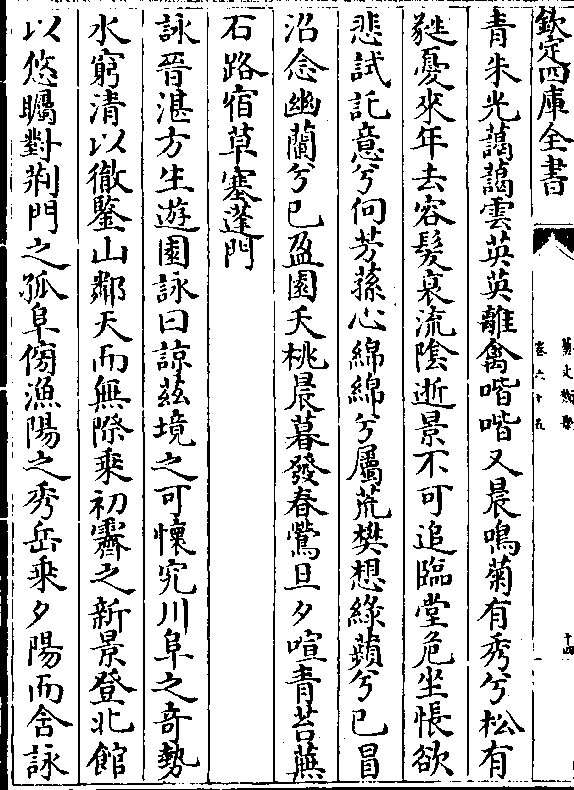 欽定四庫全書
藝文類聚
卷六十五
十四
青朱光藹藹雲英英離禽喈喈又晨鳴菊有秀兮松有
蕤憂來年去容髮衰流陰逝景不可追臨堂危坐悵欲
悲試託意兮向芳蓀心綿綿兮屬荒樊想綠蘋兮已冒
沼念幽蘭兮已盈園夭桃晨暮發春鶯旦夕喧青苔蕪
石路宿草塞蓬門
詠晉湛方生遊園詠曰諒茲境之可懷究川阜之奇勢
水窮清以徹鑒山鄰天而無際乘初霽之新景登北館
以悠矚對荆門之孤阜傍漁陽之秀岳乘夕陽而含詠